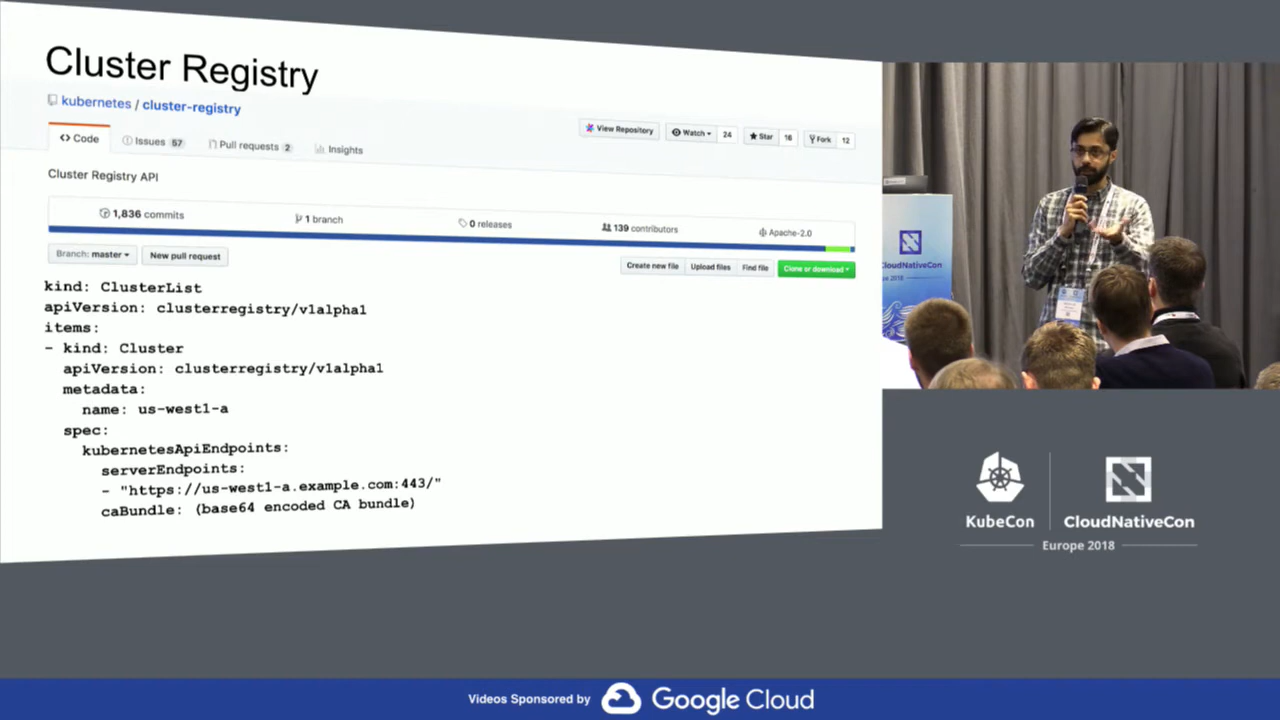 Cluster Registry
kubernetes / cluster-registry
View Repository Watch 24 Star 16 Fork 12
Code Issues 57 Pull requests 2 Insights
Cluster Registry API
1,836 commits 1 branch 0 releases 139 contributors Apache-2.0
Branch: master New pull request Create new file Upload files Find file Clone or download
kind: ClusterList
apiVersion: clusterregistry/v1alpha1
items:
- kind: Cluster
apiVersion: clusterregistry/v1alpha1
metadata:
name: us-west1-a
spec:
kubernetesApiEndpoints:
serverEndpoints:
- "https://us-west1-a.example.com:443/"
caBundle: (base64 encoded CA bundle)
CloudNativeCon
KubeCon
CloudNativeCon
Europe 2018
Videos Sponsored by Google Cloud